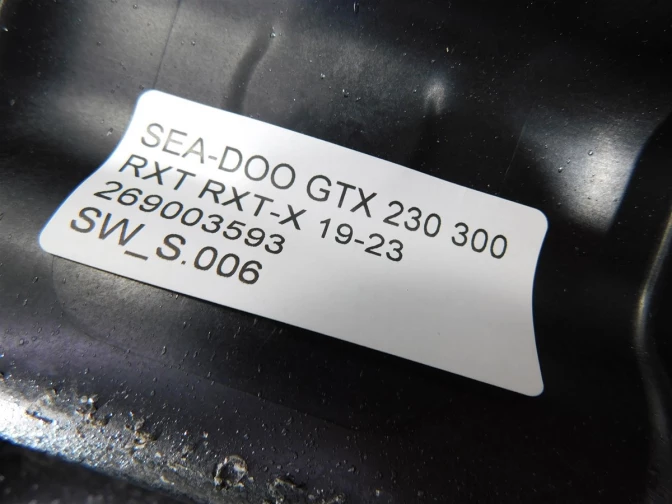 SEA-DOO GTX 230 300
RXT RXT-X 19-23
269003593
SW_S.006